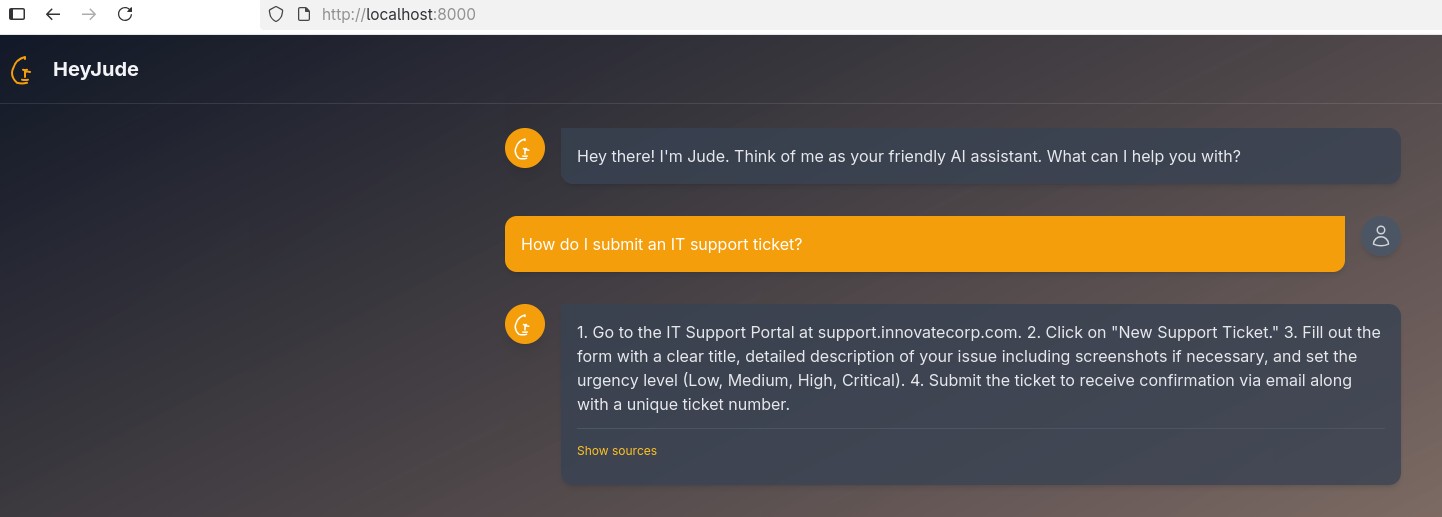 http://localhost:8000
HeyJude
Hey there! I'm Jude. Think of me as your friendly AI assistant. What can I help you with?
How do I submit an IT support ticket?
1. Go to the IT Support Portal at support.innovatecorp.com. 2. Click on "New Support Ticket." 3. Fill out the
form with a clear title, detailed description of your issue including screenshots if necessary, and set the
urgency level (Low, Medium, High, Critical). 4. Submit the ticket to receive confirmation via email along
with a unique ticket number.
Show sources